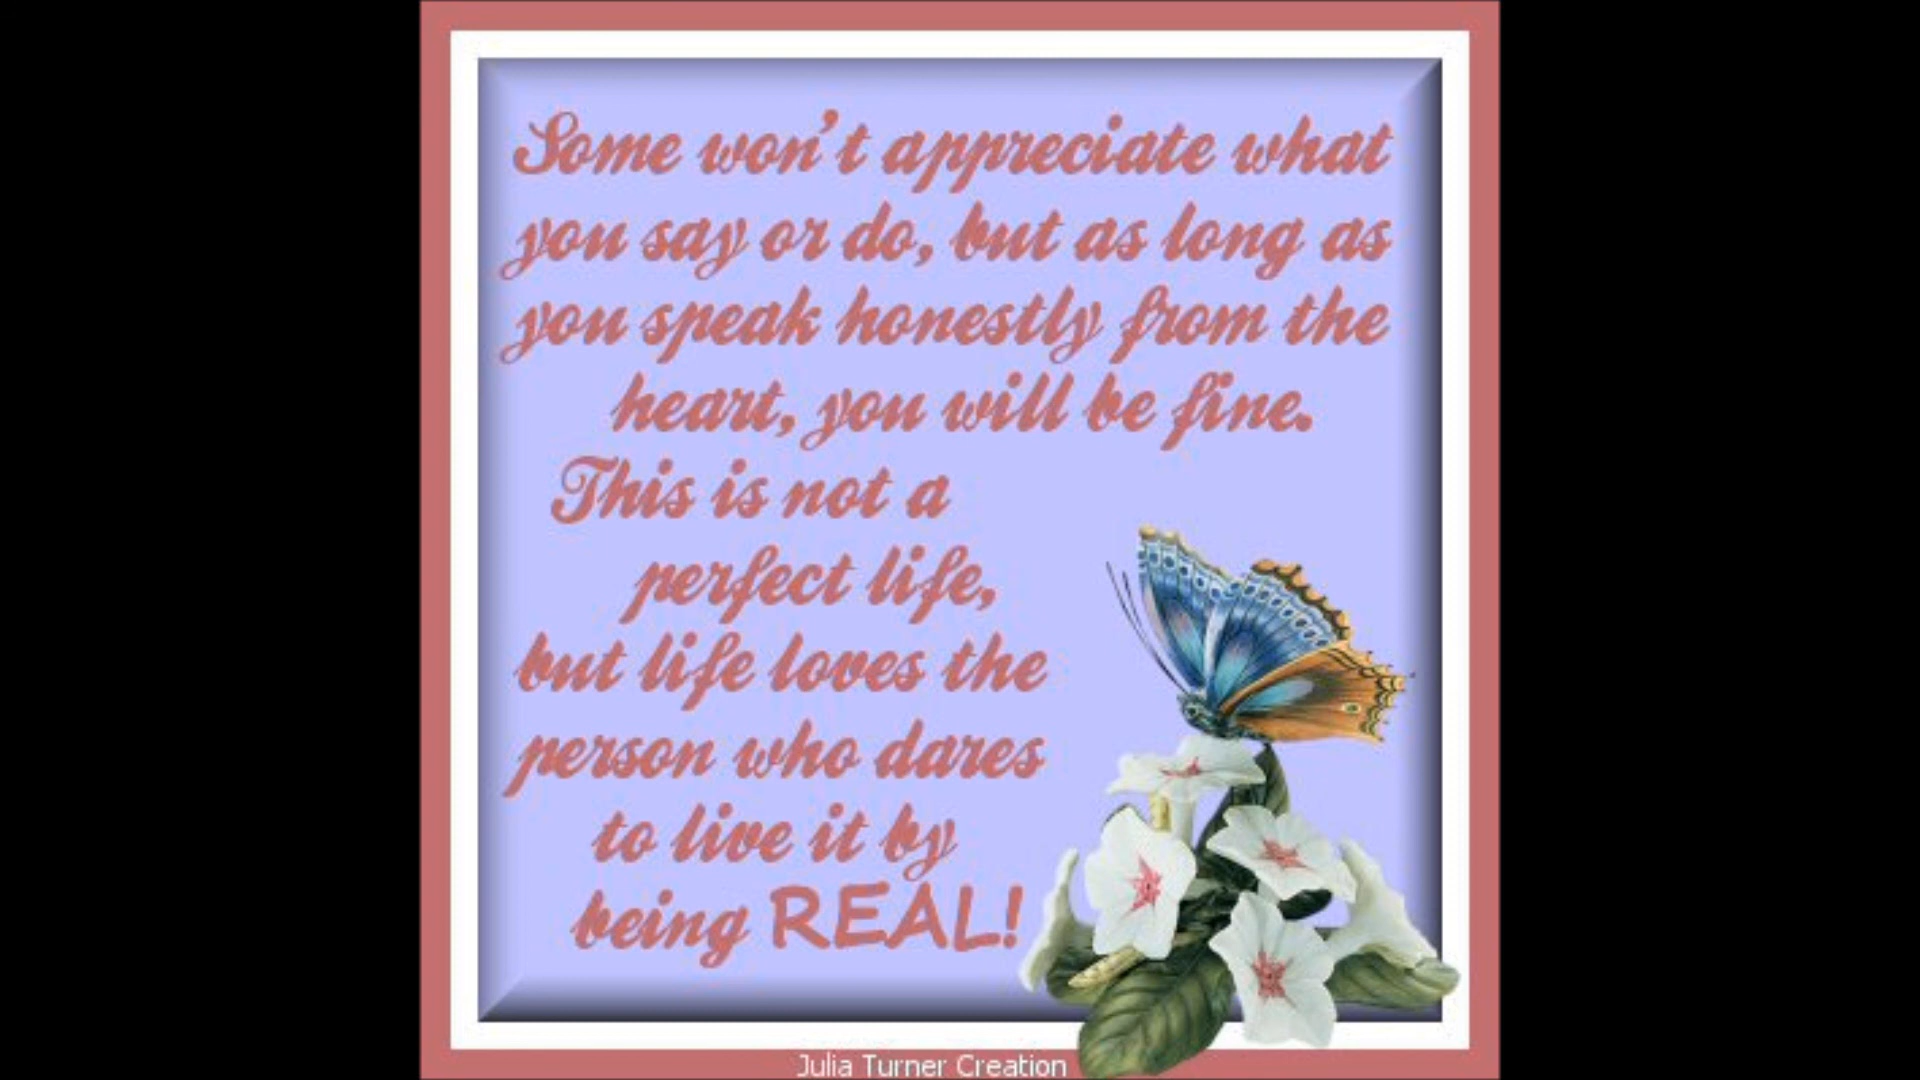 Some won't appreciate what
you say or do, but as long as
you speak honestly from the
heart, you will be fine.
This is not a
perfect life,
but life loves the
person who dares
to live it by
being REAL!
Julia Turner Creation